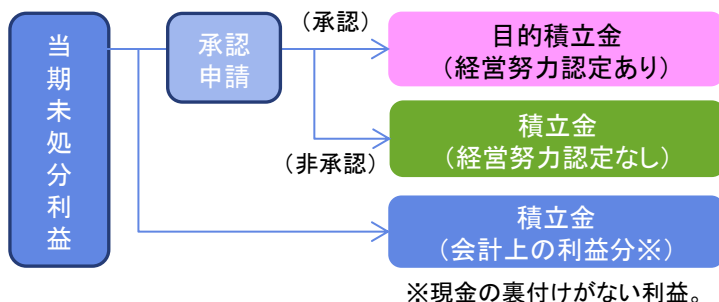 当期未処分利益
承認
申請
(承認)
(非承認)
目的積立金
(経営努力認定あり)
積立金
(経営努力認定なし)
積立金
(会計上の利益分※)
※現金の裏付けがない利益。